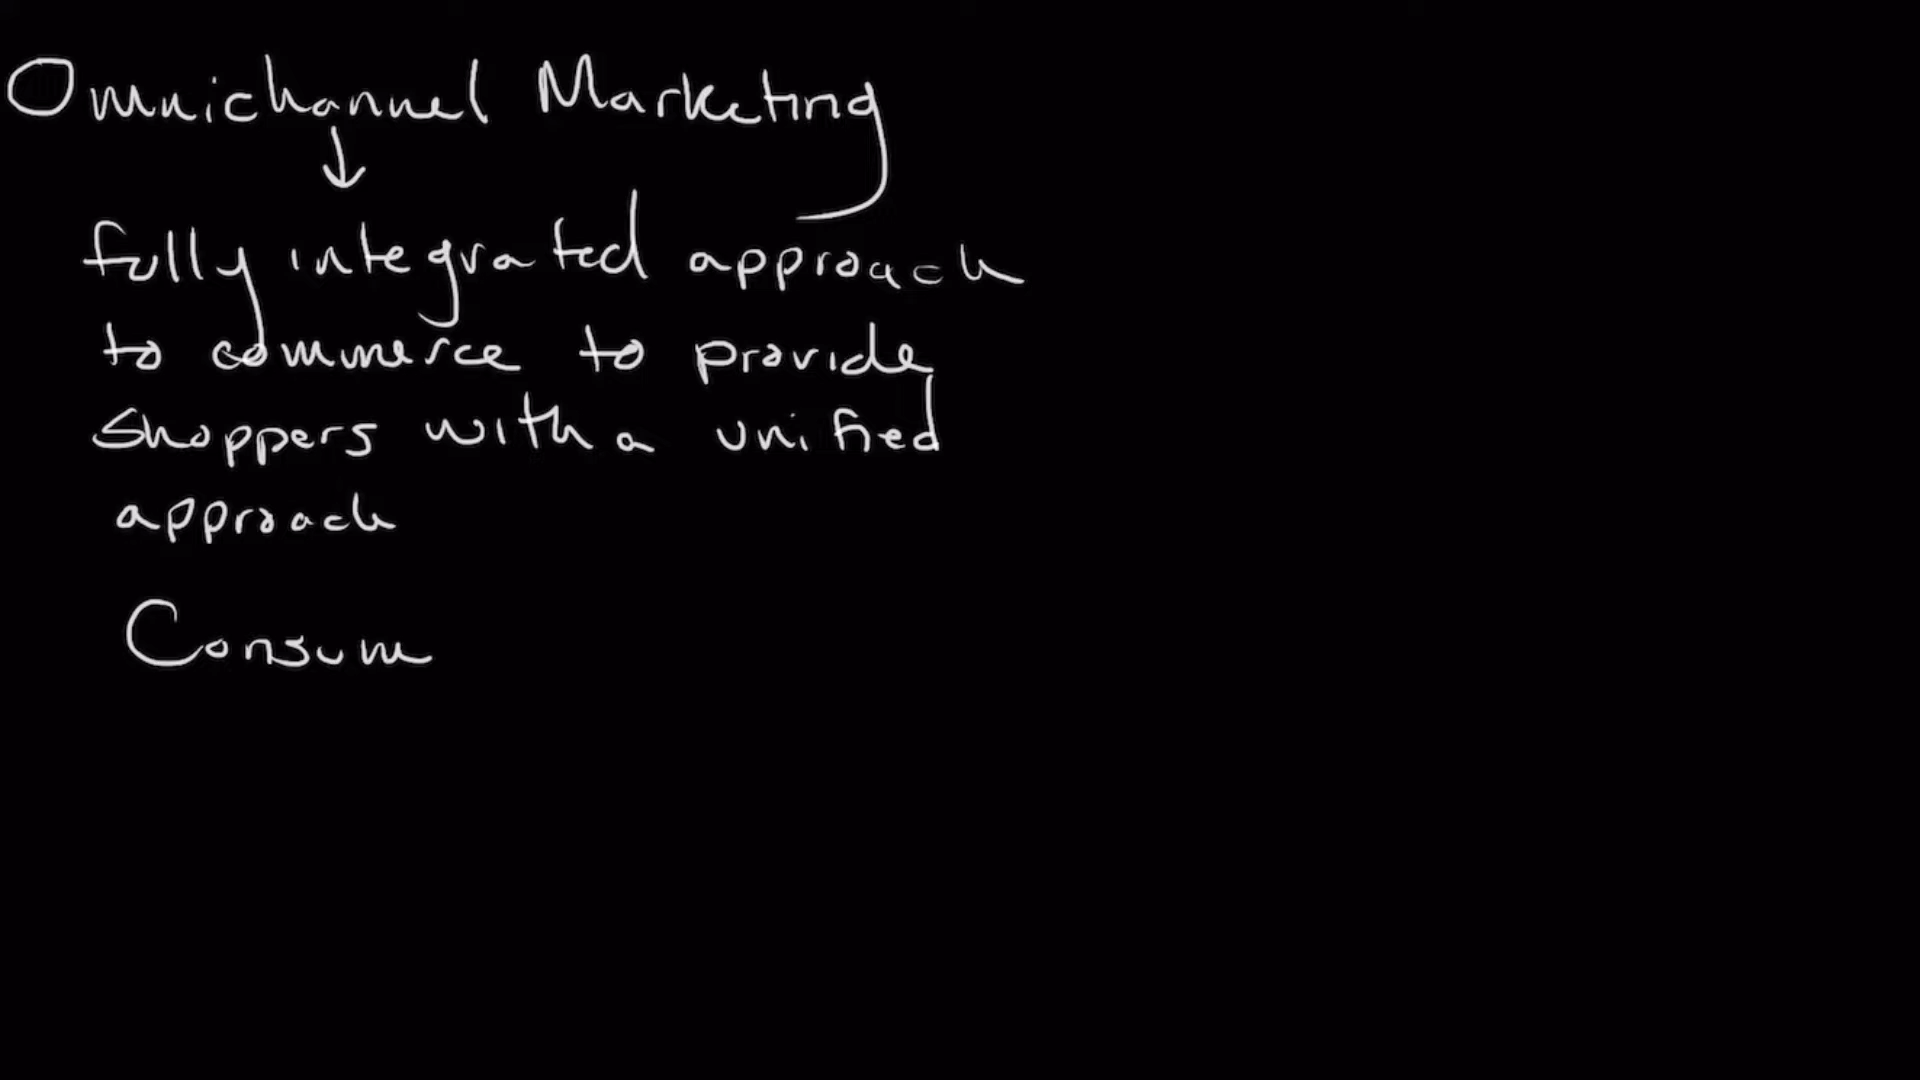 Omnichannel Marketing
↓
fully integrated approach
to commerce to provide
shoppers with a unified
approach
Consum